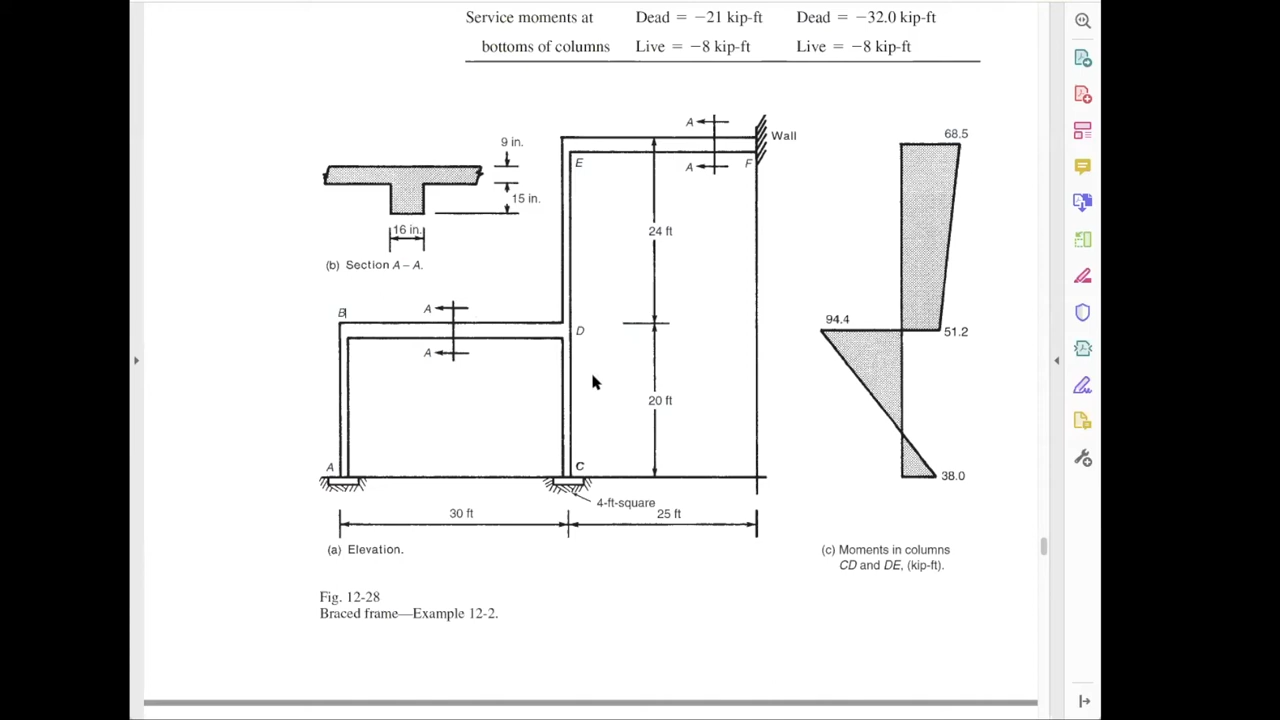 Service moments at Dead = −21 kip-ft Dead = −32.0 kip-ft
bottoms of columns Live = −8 kip-ft Live = −8 kip-ft
9 in.
15 in.
16 in.
(b) Section A – A.
A
A
E
F
Wall
24 ft
B
A
A
D
20 ft
A
C
4-ft-square
30 ft
25 ft
(a) Elevation.
68.5
94.4
51.2
38.0
(c) Moments in columns
CD and DE, (kip-ft).
Fig. 12-28
Braced frame—Example 12-2.